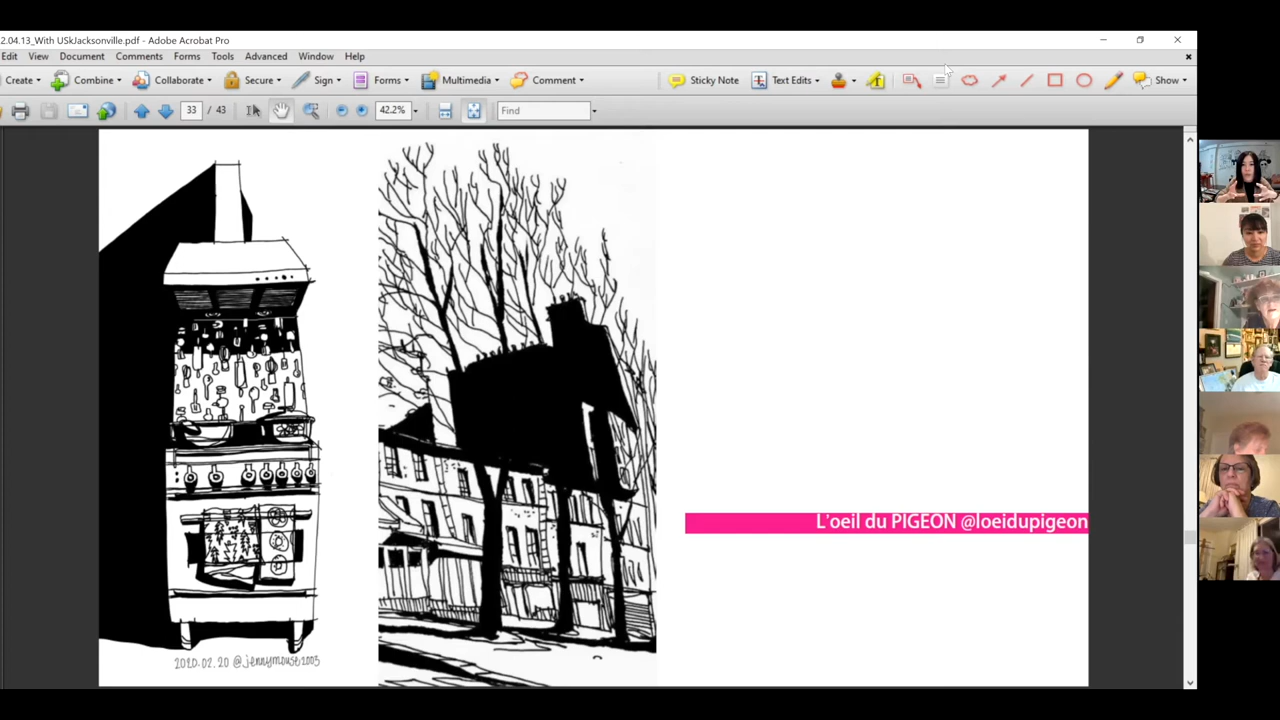 2.04.13_With USkJacksonville.pdf - Adobe Acrobat Pro
Edit View Document Comments Forms Tools Advanced Window Help
Create Combine Collaborate Secure Sign Forms Multimedia Comment Sticky Note Text Edits Show
33 / 43 42.2% Find
L'oeil du PIGEON @loeidupigeon
2020.02.20 @jennymouse2003